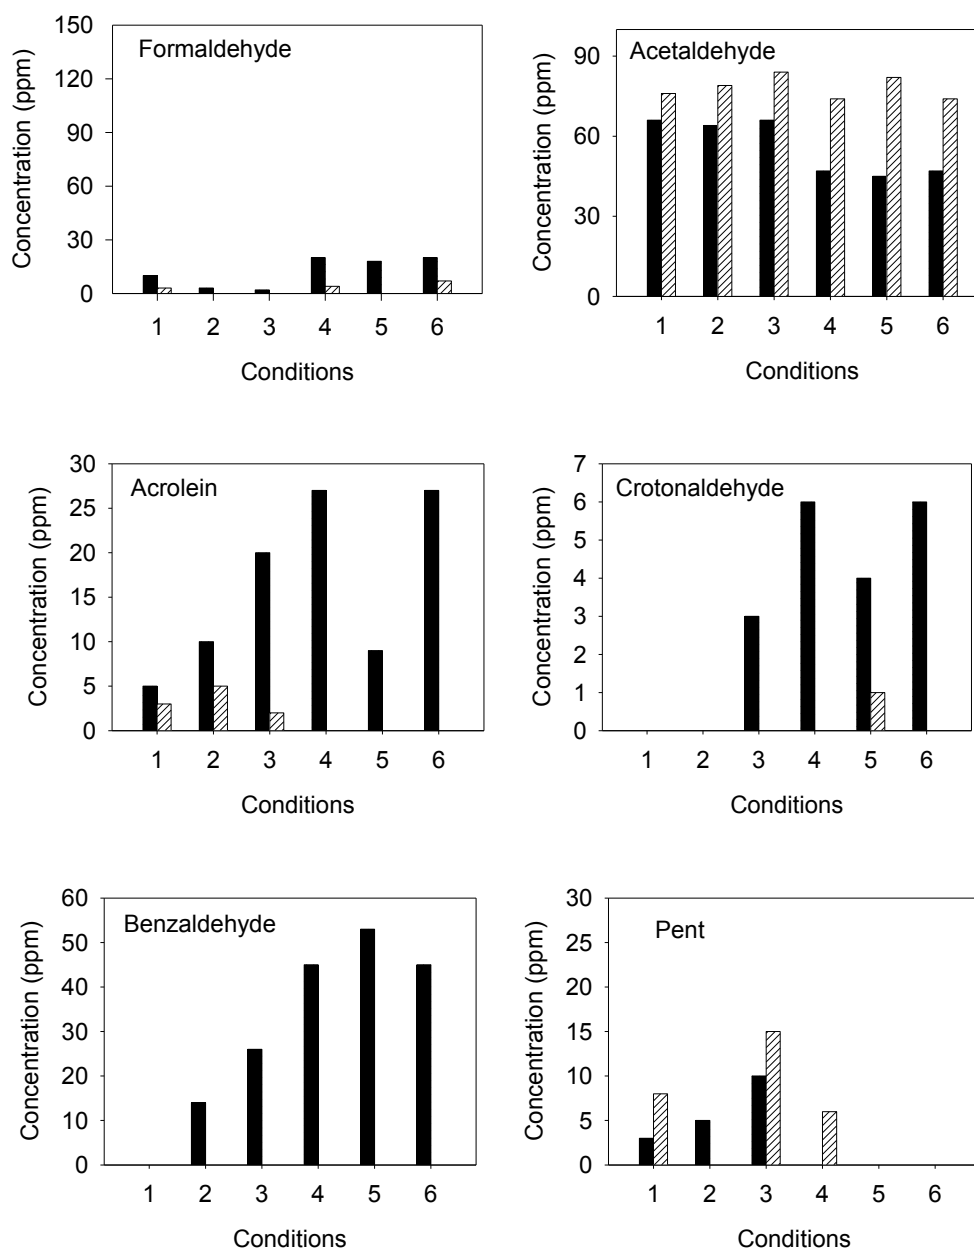 Formaldehyde
Concentration (ppm)
150
120
90
60
30
0
1 2 3 4 5 6
Conditions
Acetaldehyde
Concentration (ppm)
90
60
30
0
1 2 3 4 5 6
Conditions
Acrolein
Concentration (ppm)
30
25
20
15
10
5
0
1 2 3 4 5 6
Conditions
Crotonaldehyde
Concentration (ppm)
7
6
5
4
3
2
1
0
1 2 3 4 5 6
Conditions
Benzaldehyde
Concentration (ppm)
60
50
40
30
20
10
0
1 2 3 4 5 6
Conditions
Pent
Concentration (ppm)
30
25
20
15
10
5
0
1 2 3 4 5 6
Conditions